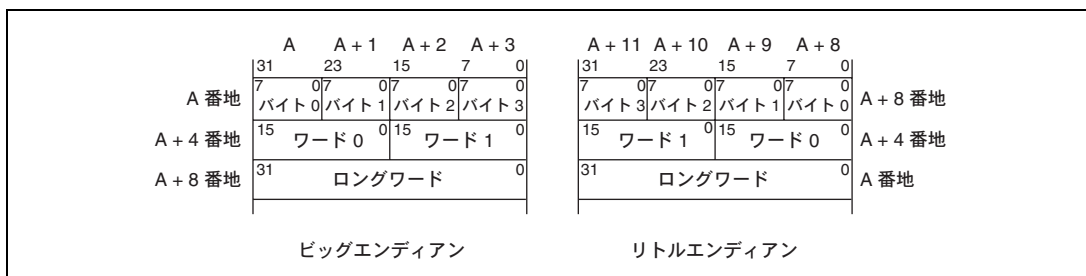 A A + 1 A + 2 A + 3 A + 11 A + 10 A + 9 A + 8
31 23 15 7 0 31 23 15 7 0
7 0 7 0 7 0 7 0 7 0 7 0 7 0 7 0
A 番地 バイト 0 バイト 1 バイト 2 バイト 3 バイト 3 バイト 2 バイト 1 バイト 0 A + 8 番地
A + 4 番地 15 ワード 0 0 15 ワード 1 0 15 ワード 1 0 15 ワード 0 0 A + 4 番地
A + 8 番地 31 ロングワード 0 31 ロングワード 0 A 番地
ビッグエンディアン リトルエンディアン